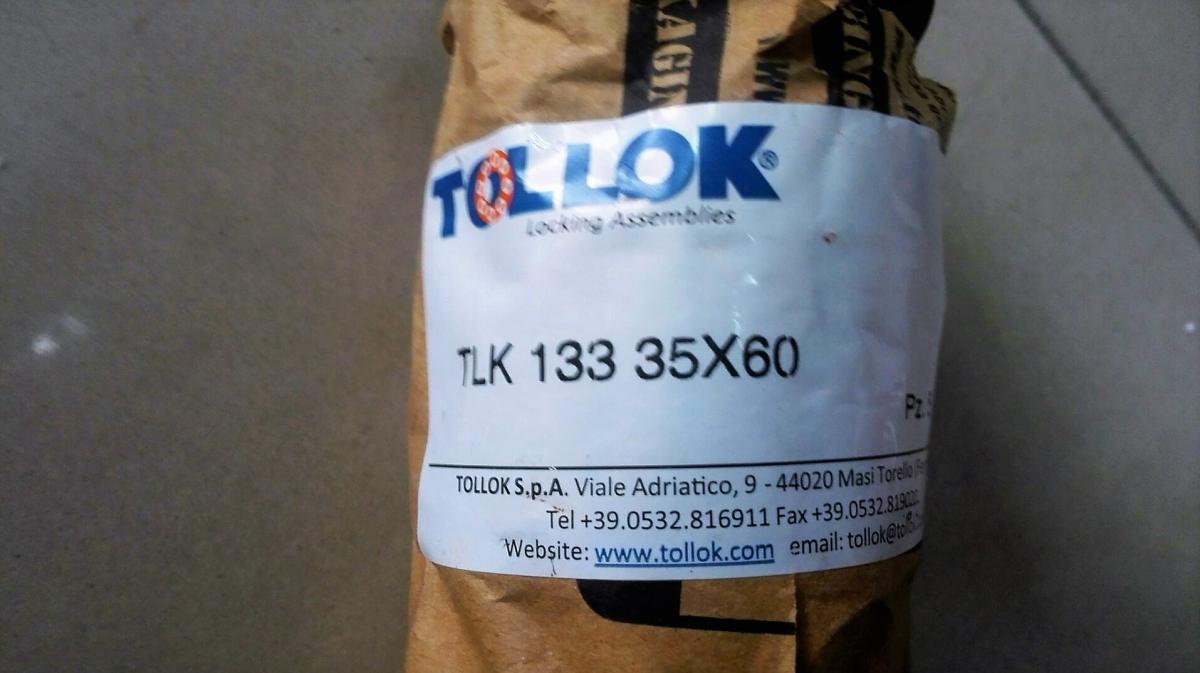 TOLLOK®
Locking Assemblies
TLK 133 35X60
Pz.
TOLLOK S.p.A. Viale Adriatico, 9 - 44020 Masi Torello
Tel +39.0532.816911 Fax +39.0532.
Website: www.tollok.com email: tollok@